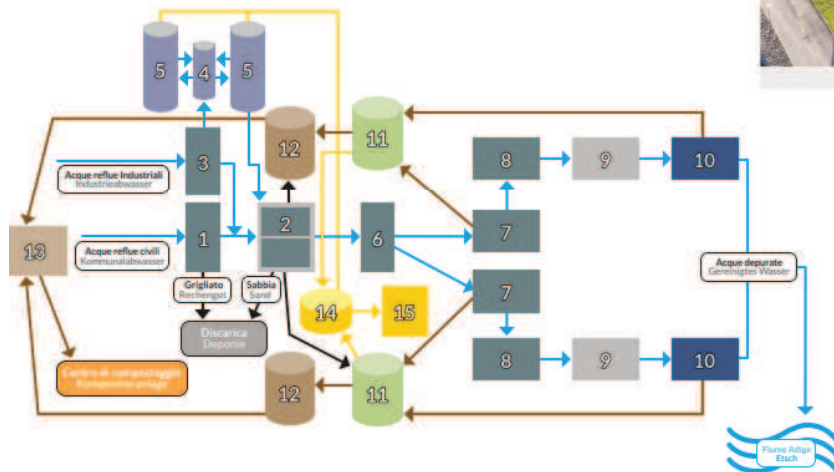 5
4
5
12
11
8
9
10
3
Acque reflue Industriali
Industrieabwasser
2
13
1
6
7
Acque reflue civili
Kommunalabwasser
Acque depurate
Gereinigtes Wasser
Grigliato
Rechengut
Sabbia
Sand
7
14
15
Discarica
Deponie
8
9
10
Centro di compostaggio
Kompostieranlage
12
11
Fiume Adige
Etsch